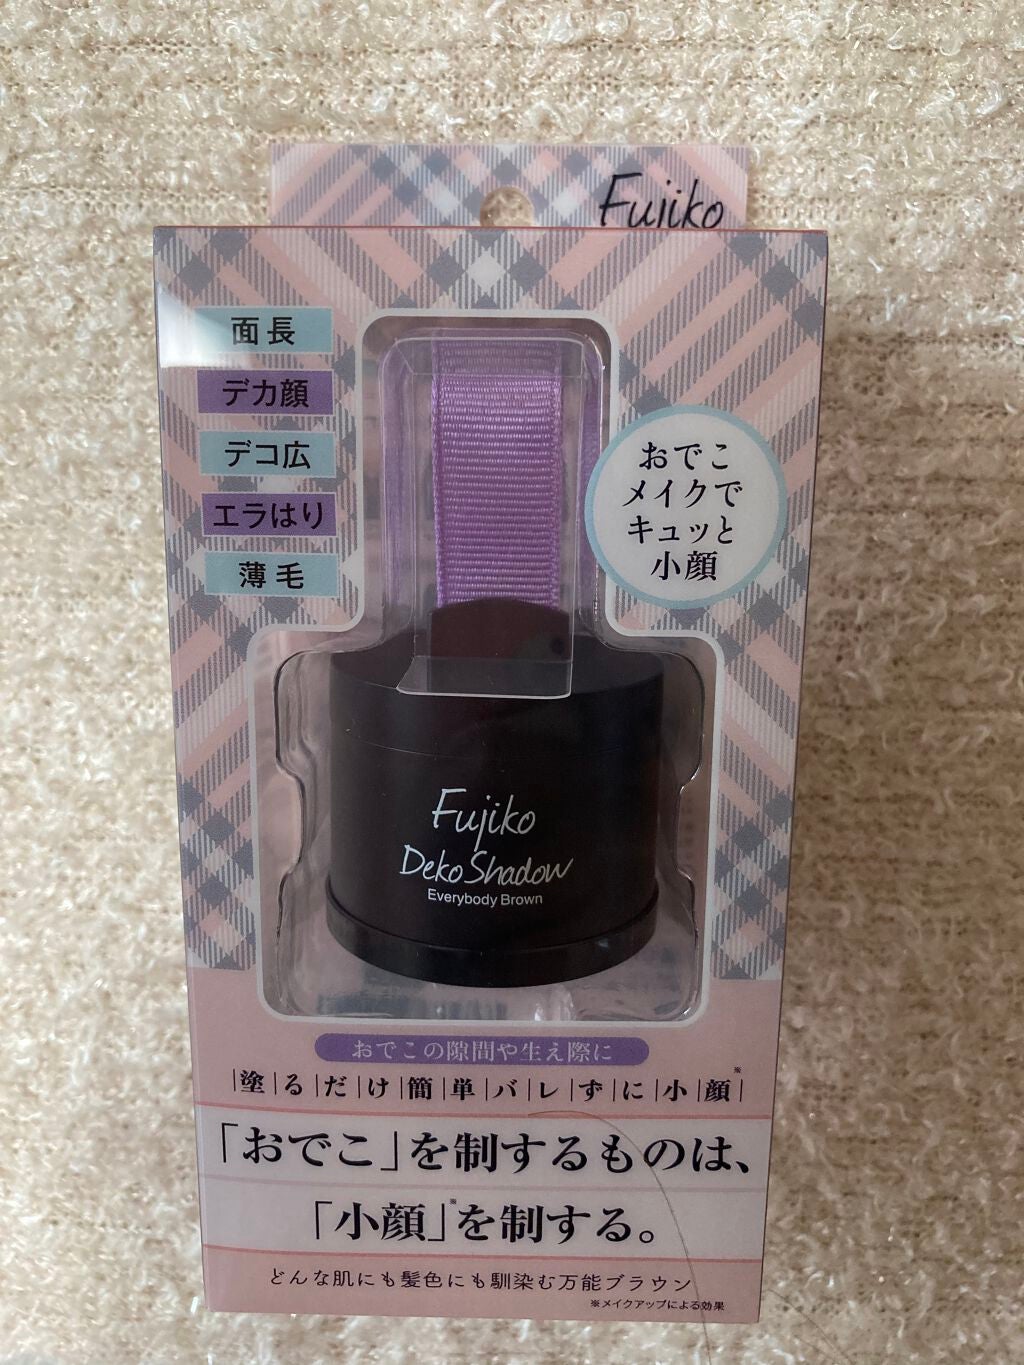 Fujiko
面長
デカ顔
デコ広
エラはり
薄毛
おでこ
メイクで
キュッと
小顔
Fujiko
Deko Shadow
Everybody Brown
おでこの隙間や生え際に
塗るだけ簡単バレずに小顔※
「おでこ」を制するものは、
「小顔」※を制する。
どんな肌にも髪色にも馴染む万能ブラウン
※メイクアップによる効果